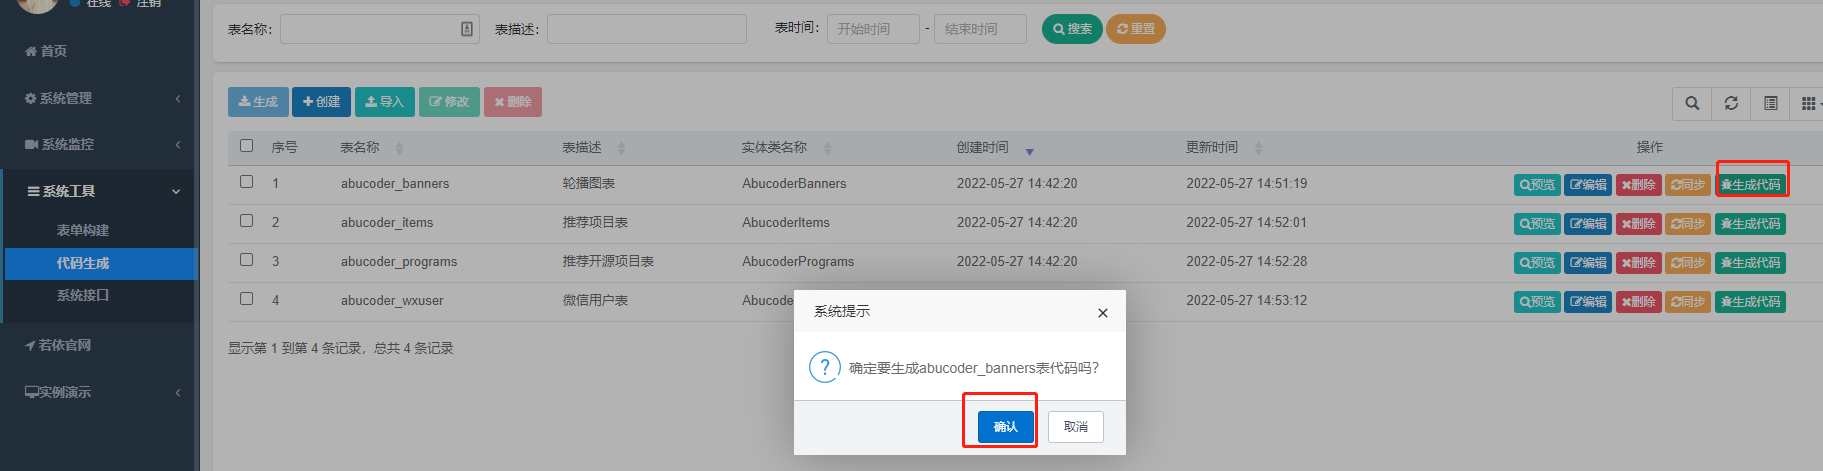 在线 注销
首页
系统管理
系统监控
系统工具
表单构建
代码生成
系统接口
若依官网
实例演示
表名称： 表描述： 表时间： 开始时间 - 结束时间 搜索 重置
生成 创建 导入 修改 删除
序号 表名称 表描述 实体类名称 创建时间 更新时间 操作
1 abucoder_banners 轮播图表 AbucoderBanners 2022-05-27 14:42:20 2022-05-27 14:51:19 预览 编辑 删除 同步 生成代码
2 abucoder_items 推荐项目表 AbucoderItems 2022-05-27 14:42:20 2022-05-27 14:52:01 预览 编辑 删除 同步 生成代码
3 abucoder_programs 推荐开源项目表 AbucoderPrograms 2022-05-27 14:42:20 2022-05-27 14:52:28 预览 编辑 删除 同步 生成代码
4 abucoder_wxuser 微信用户表 Abucode 2022-05-27 14:53:12 预览 编辑 删除 同步 生成代码
显示第 1 到第 4 条记录，总共 4 条记录
系统提示
确定要生成abucoder_banners表代码吗？
确认 取消